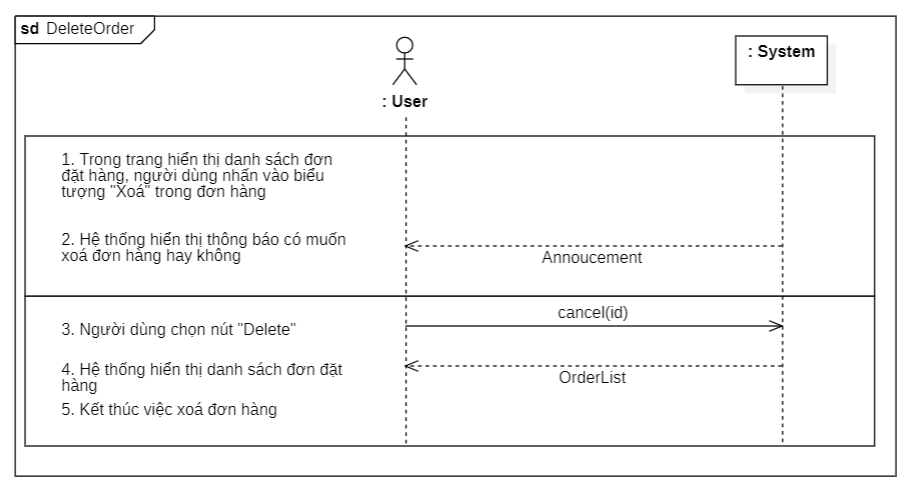 sd DeleteOrder
: System
: User
1. Trong trang hiển thị danh sách đơn
đặt hàng, người dùng nhấn vào biểu
tượng "Xoá" trong đơn hàng
2. Hệ thống hiển thị thông báo có muốn
xoá đơn hàng hay không
Annoucement
cancel(id)
3. Người dùng chọn nút "Delete"
4. Hệ thống hiển thị danh sách đơn đặt
hàng
OrderList
5. Kết thúc việc xoá đơn hàng